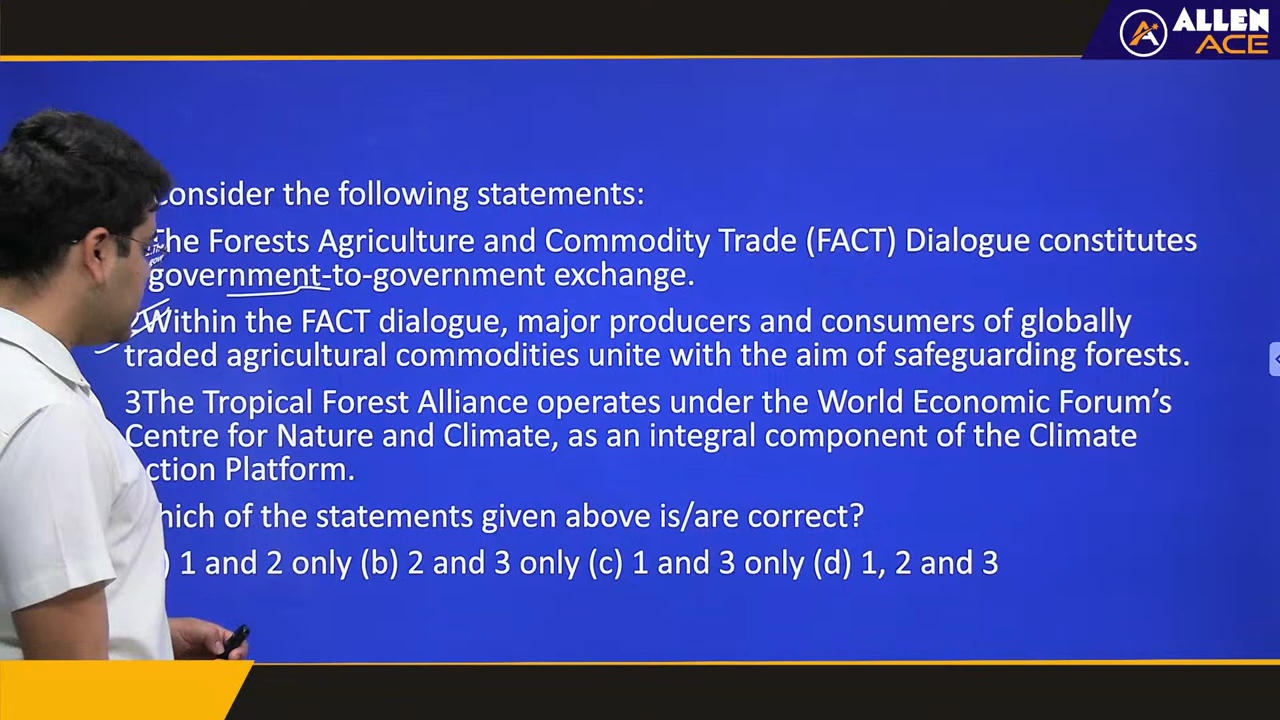 ALLEN
ACE
onsider the following statements:
The Forests Agriculture and Commodity Trade (FACT) Dialogue constitutes
government-to-government exchange.
Within the FACT dialogue, major producers and consumers of globally
traded agricultural commodities unite with the aim of safeguarding forests.
3The Tropical Forest Alliance operates under the World Economic Forum's
Centre for Nature and Climate, as an integral component of the Climate
ction Platform.
hich of the statements given above is/are correct?
) 1 and 2 only (b) 2 and 3 only (c) 1 and 3 only (d) 1, 2 and 3